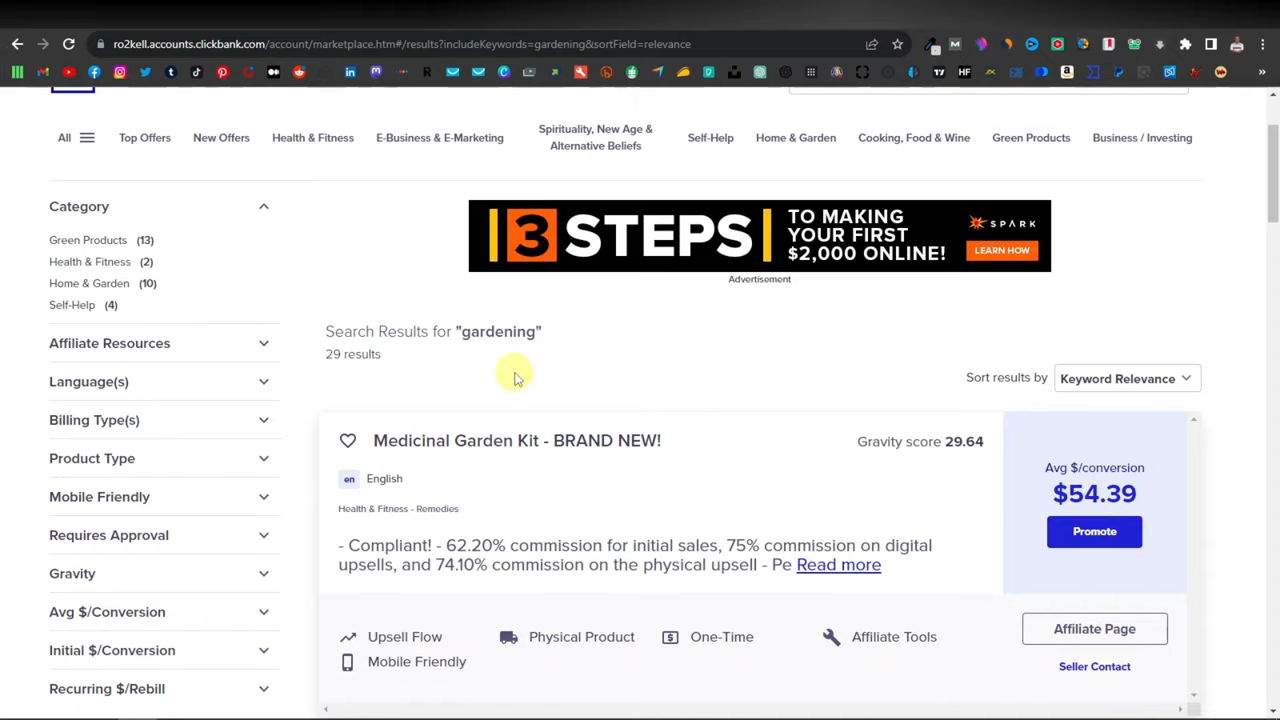 ro2kell.accounts.clickbank.com/account/marketplace.htm#/results?includeKeywords=gardening&sortField=relevance
All
Top Offers
New Offers
Health & Fitness
E-Business & E-Marketing
Spirituality, New Age &
Alternative Beliefs
Self-Help
Home & Garden
Cooking, Food & Wine
Green Products
Business / Investing
Category
Green Products (13)
Health & Fitness (2)
Home & Garden (10)
Self-Help (4)
Affiliate Resources
Language(s)
Billing Type(s)
Product Type
Mobile Friendly
Requires Approval
Gravity
Avg $/Conversion
Initial $/Conversion
Recurring $/Rebill
3 STEPS
TO MAKING
YOUR FIRST
$2,000 ONLINE!
SPARK
LEARN HOW
Advertisement
Search Results for "gardening"
29 results
Sort results by
Keyword Relevance
Medicinal Garden Kit - BRAND NEW!
Gravity score 29.64
en English
Health & Fitness - Remedies
- Compliant! - 62.20% commission for initial sales, 75% commission on digital
upsells, and 74.10% commission on the physical upsell - Pe Read more
Avg $/conversion
$54.39
Promote
Upsell Flow
Physical Product
One-Time
Affiliate Tools
Mobile Friendly
Affiliate Page
Seller Contact